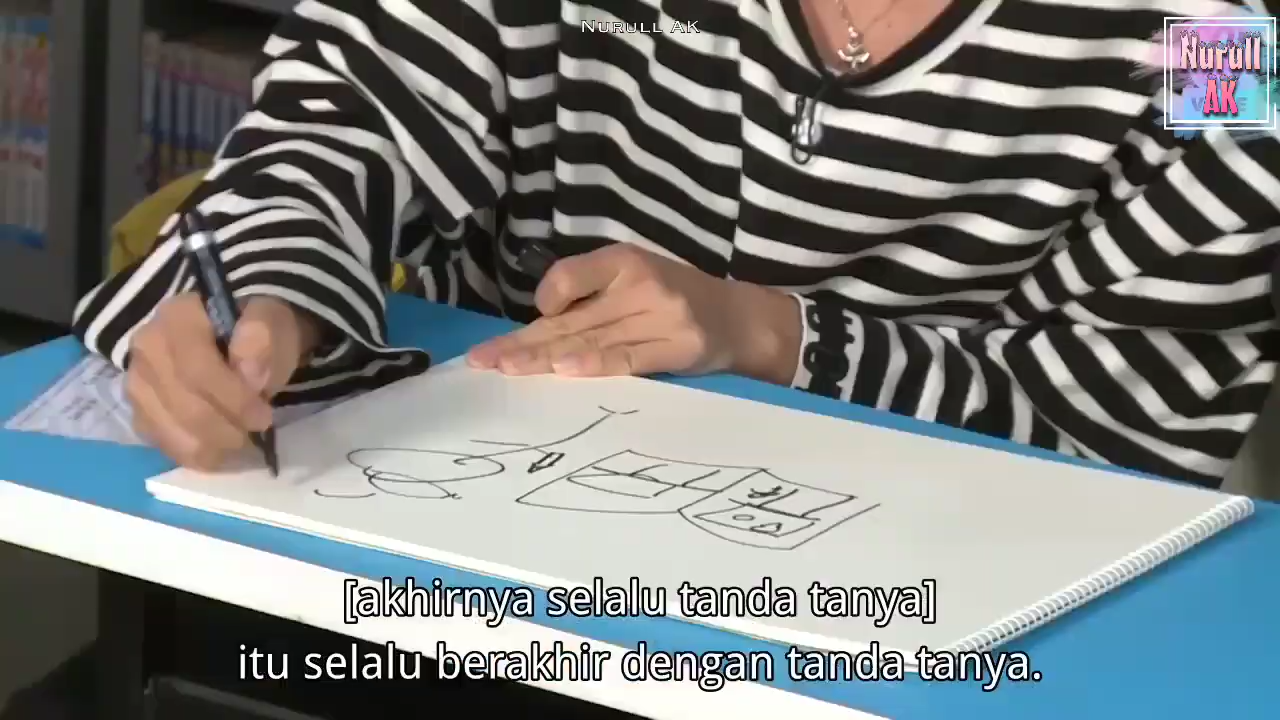 Nurull AK
Nurull
AK
[akhirnya selalu tanda tanya]
itu selalu berakhir dengan tanda tanya.